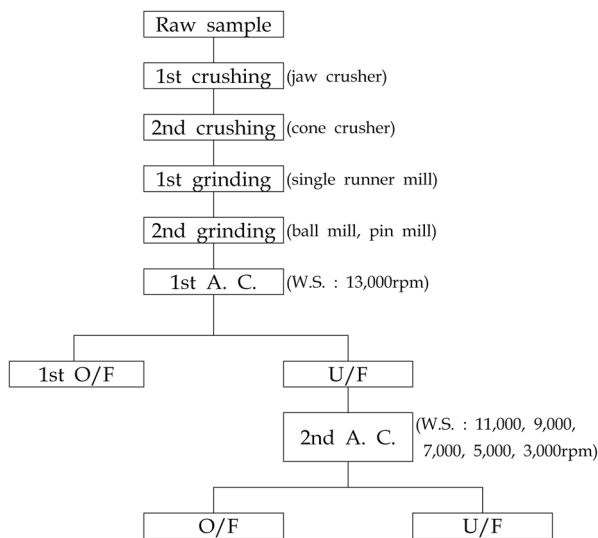 Raw sample
1st crushing (jaw crusher)
2nd crushing (cone crusher)
1st grinding (single runner mill)
2nd grinding (ball mill, pin mill)
1st A. C. (W.S. : 13,000rpm)
1st O/F
U/F
2nd A. C.
(W.S. : 11,000, 9,000,
7,000, 5,000, 3,000rpm)
O/F
U/F